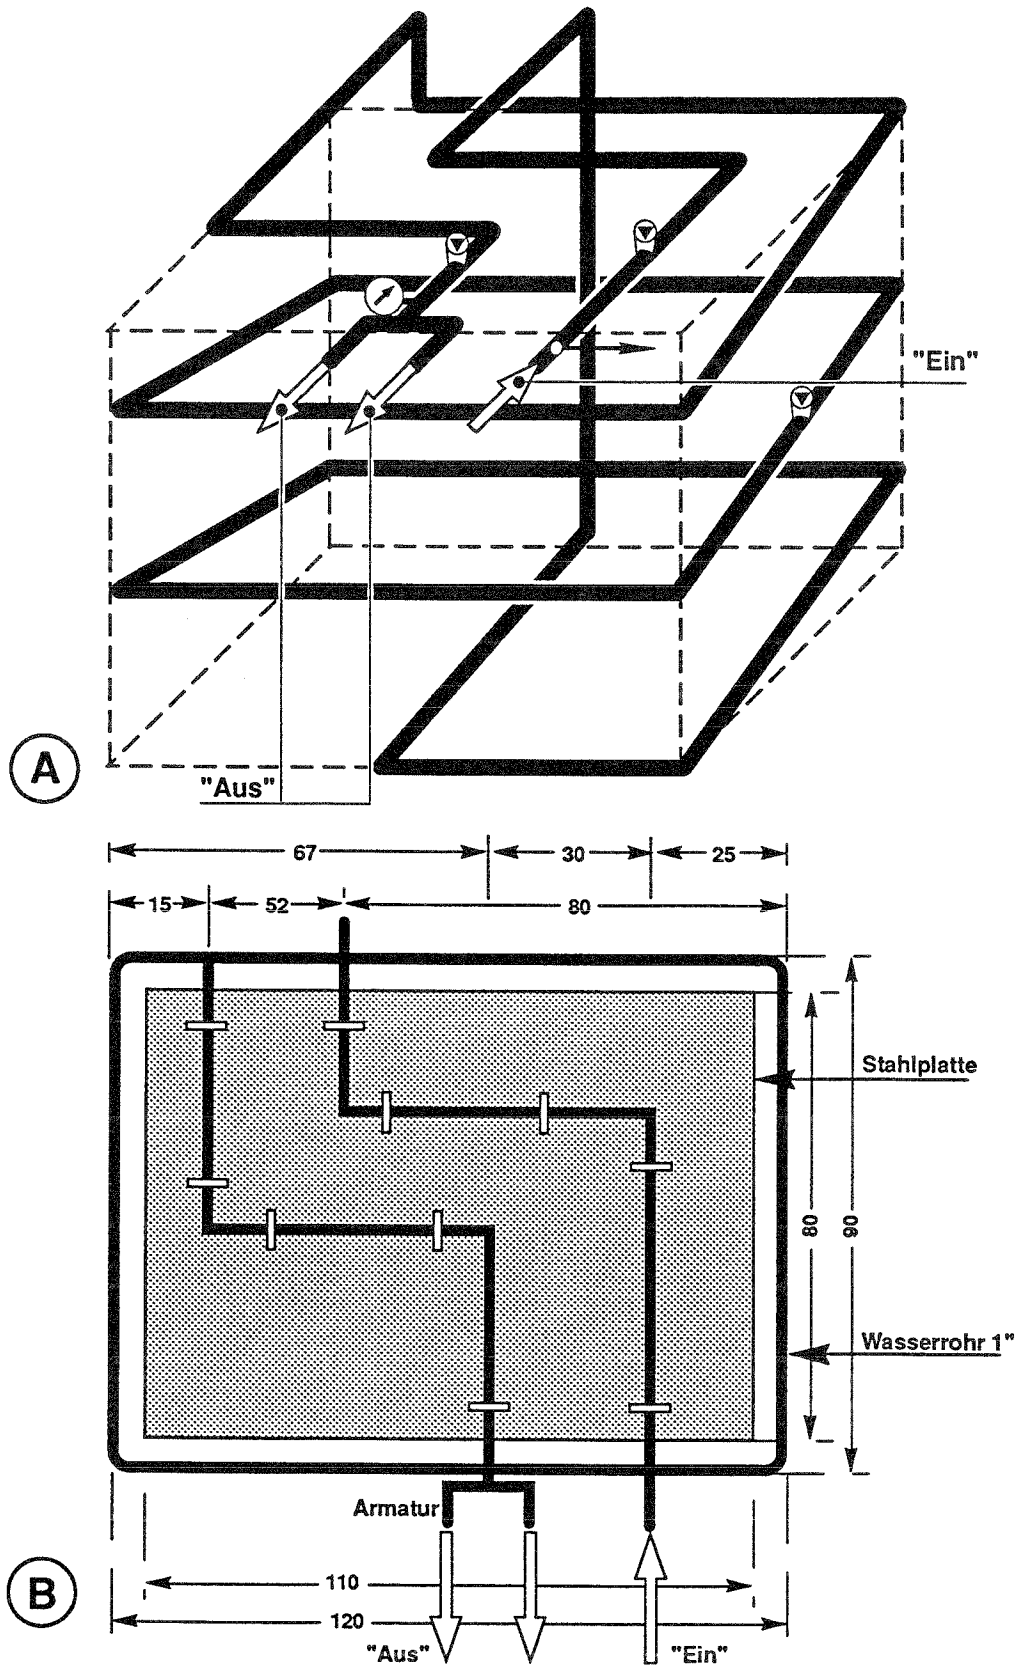 "Ein"
A
"Aus"
67 30 25
15 52 80
Stahlplatte
80 90
Wasserrohr 1"
Armatur
B
110
120
"Aus" "Ein"